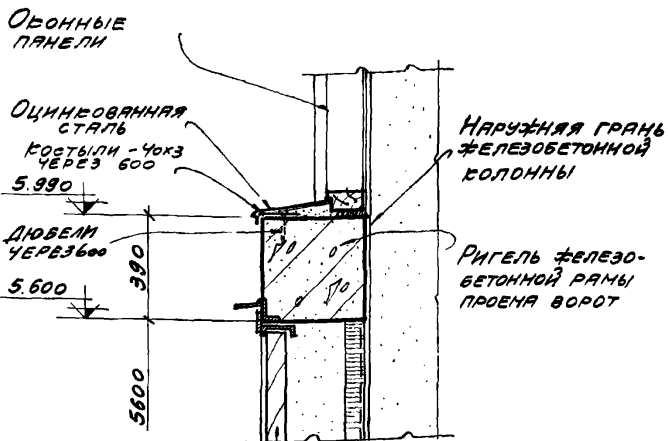 Оконные
панели
Оцинкованная
сталь
Костыли - 40х3
через 600
5.990
Дюбели
через 600
390
5.600
5600
Наружная грань
железобетонной
колонны
Ригель железо-
бетонной рамы
проема ворот